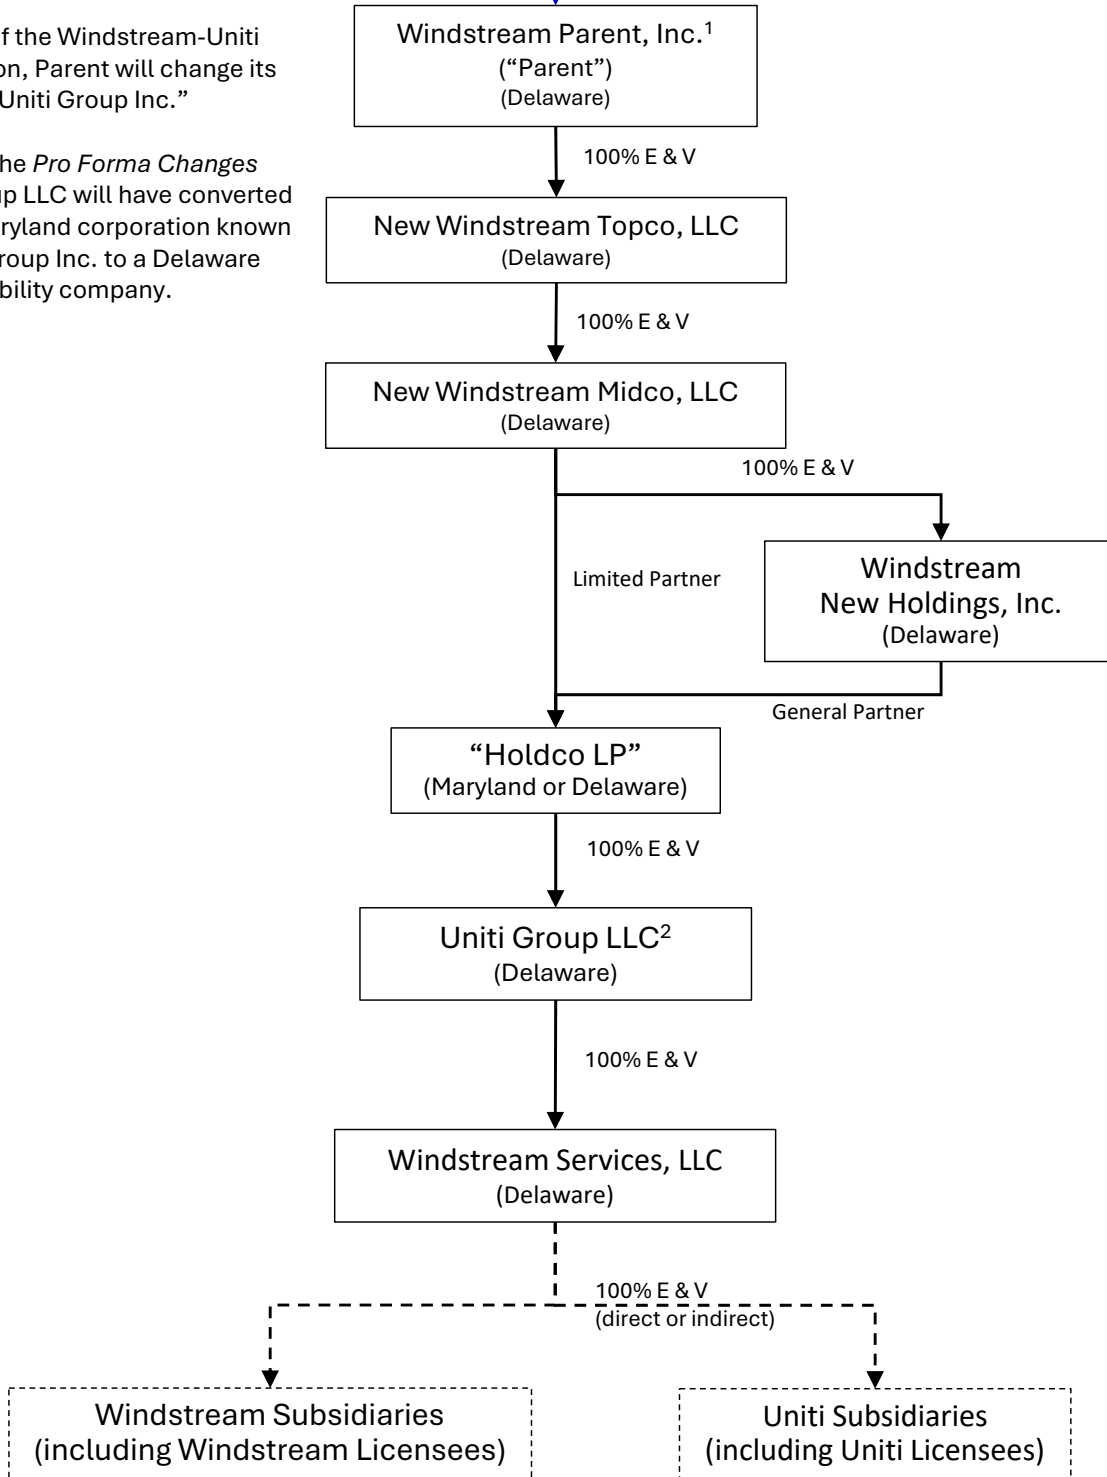 f the Windstream-Uniti
on, Parent will change its
Uniti Group Inc.”
he Pro Forma Changes
up LLC will have converted
ryland corporation known
roup Inc. to a Delaware
bility company.
Windstream Parent, Inc.¹
(“Parent”)
(Delaware)
100% E & V
New Windstream Topco, LLC
(Delaware)
100% E & V
New Windstream Midco, LLC
(Delaware)
100% E & V
Limited Partner
Windstream
New Holdings, Inc.
(Delaware)
General Partner
“Holdco LP”
(Maryland or Delaware)
100% E & V
Uniti Group LLC²
(Delaware)
100% E & V
Windstream Services, LLC
(Delaware)
100% E & V
(direct or indirect)
Windstream Subsidiaries
(including Windstream Licensees)
Uniti Subsidiaries
(including Uniti Licensees)